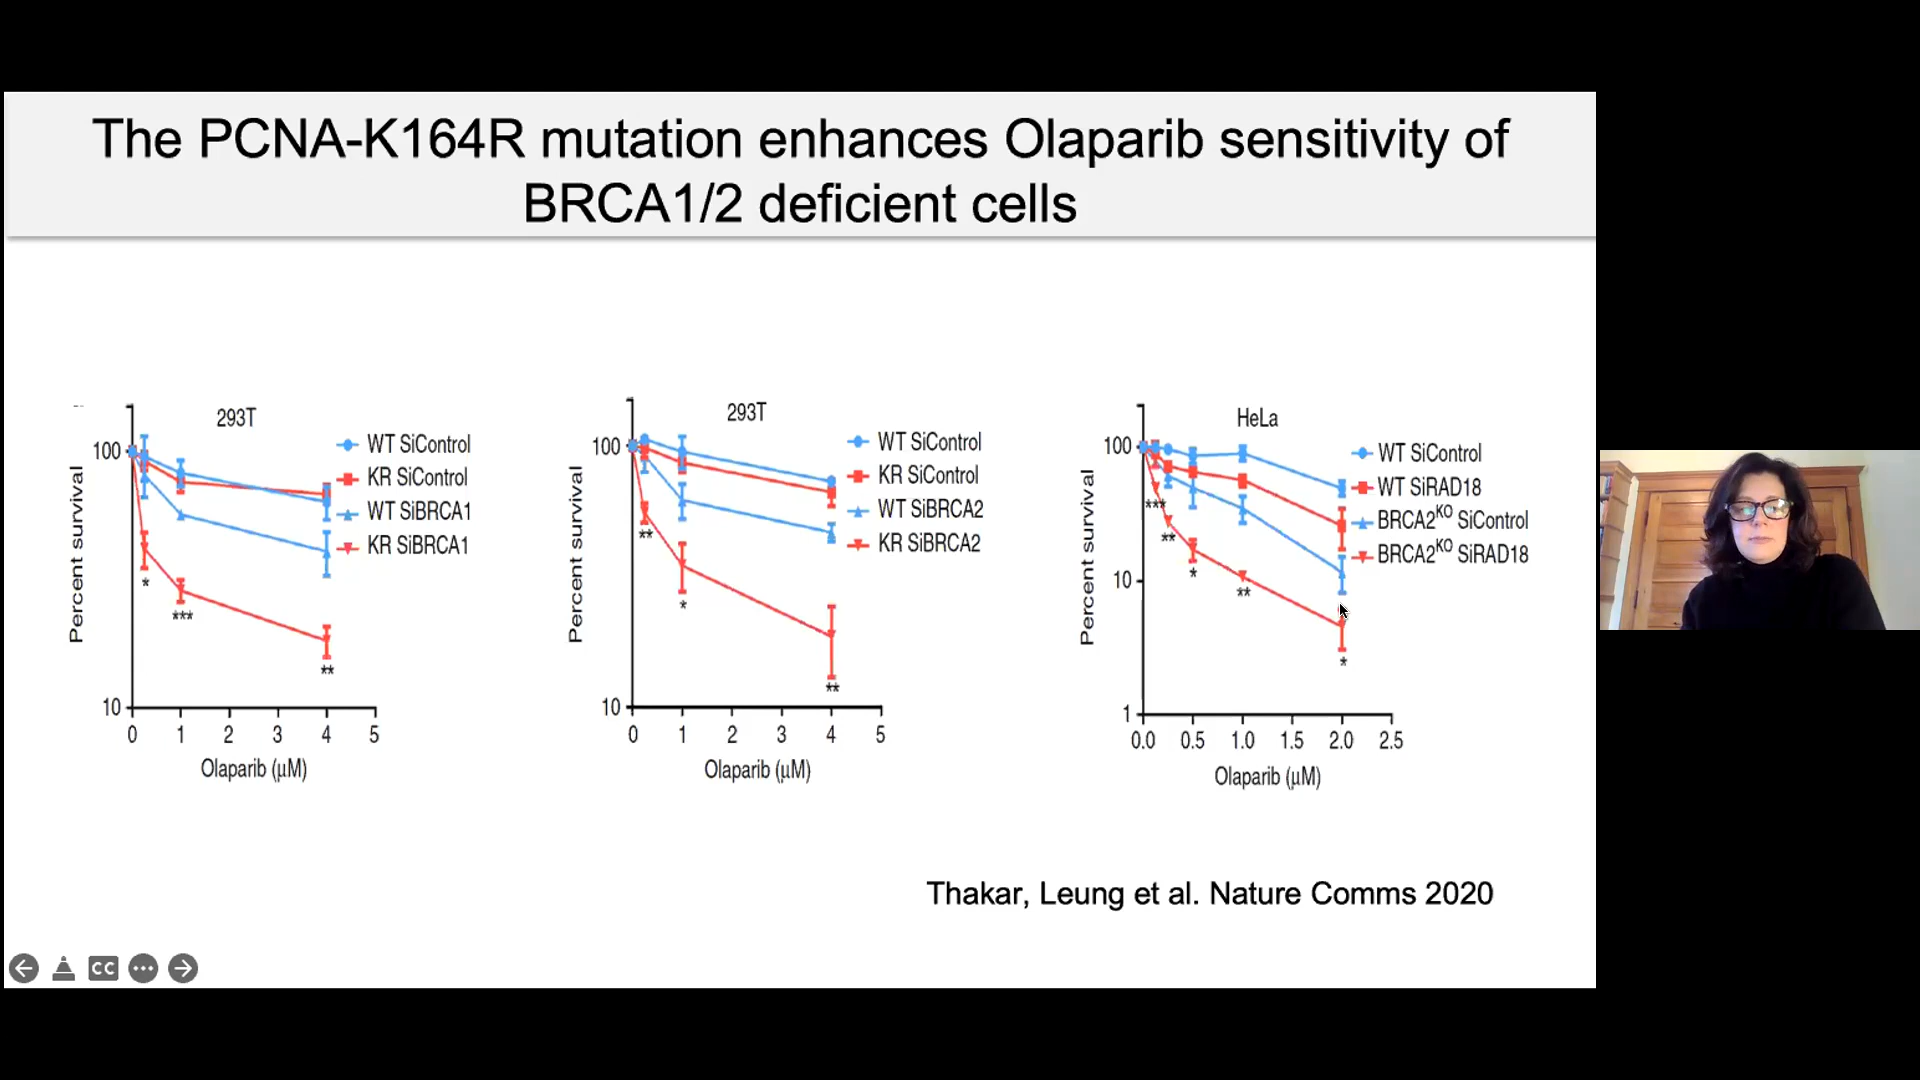 The PCNA-K164R mutation enhances Olaparib sensitivity of
BRCA1/2 deficient cells
293T
100
10
Percent survival
0 1 2 3 4 5
Olaparib (μM)
WT SiControl
KR SiControl
WT SiBRCA1
KR SiBRCA1
*
***
**
293T
100
10
Percent survival
0 1 2 3 4 5
Olaparib (μM)
WT SiControl
KR SiControl
WT SiBRCA2
KR SiBRCA2
**
*
**
HeLa
100
10
1
Percent survival
0.0 0.5 1.0 1.5 2.0 2.5
Olaparib (μM)
WT SiControl
WT SiRAD18
BRCA2KO SiControl
BRCA2KO SiRAD18
***
**
*
**
*
Thakar, Leung et al. Nature Comms 2020
CC